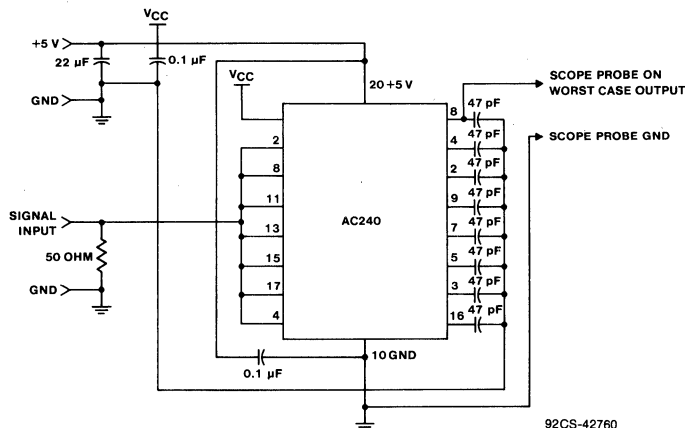 VCC
+5 V
22 µF
0.1 µF
GND
VCC
20 +5 V
SCOPE PROBE ON
WORST CASE OUTPUT
SCOPE PROBE GND
2
8
11
13
15
17
4
SIGNAL
INPUT
50 OHM
GND
AC240
8
47 pF
4
47 pF
2
47 pF
9
47 pF
7
47 pF
5
47 pF
3
47 pF
16
47 pF
10 GND
0.1 µF
92CS-42760